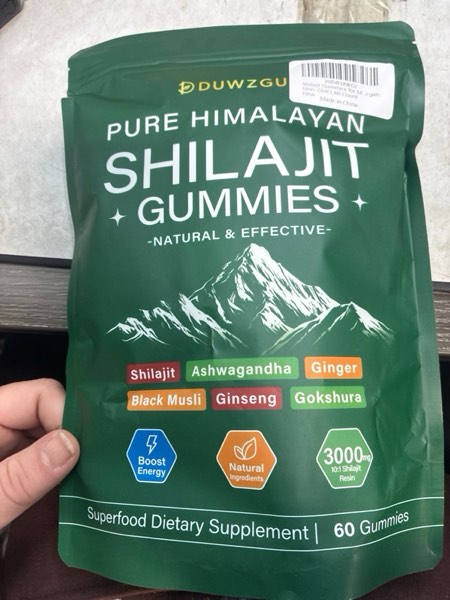 DUWZGU
Made in China
PURE HIMALAYAN
SHILAJIT
GUMMIES
-NATURAL & EFFECTIVE-
Shilajit Ashwagandha Ginger
Black Musli Ginseng Gokshura
Boost
Energy
Natural
Ingredients
3000mg
10:1 Shilajit
Resin
Superfood Dietary Supplement | 60 Gummies